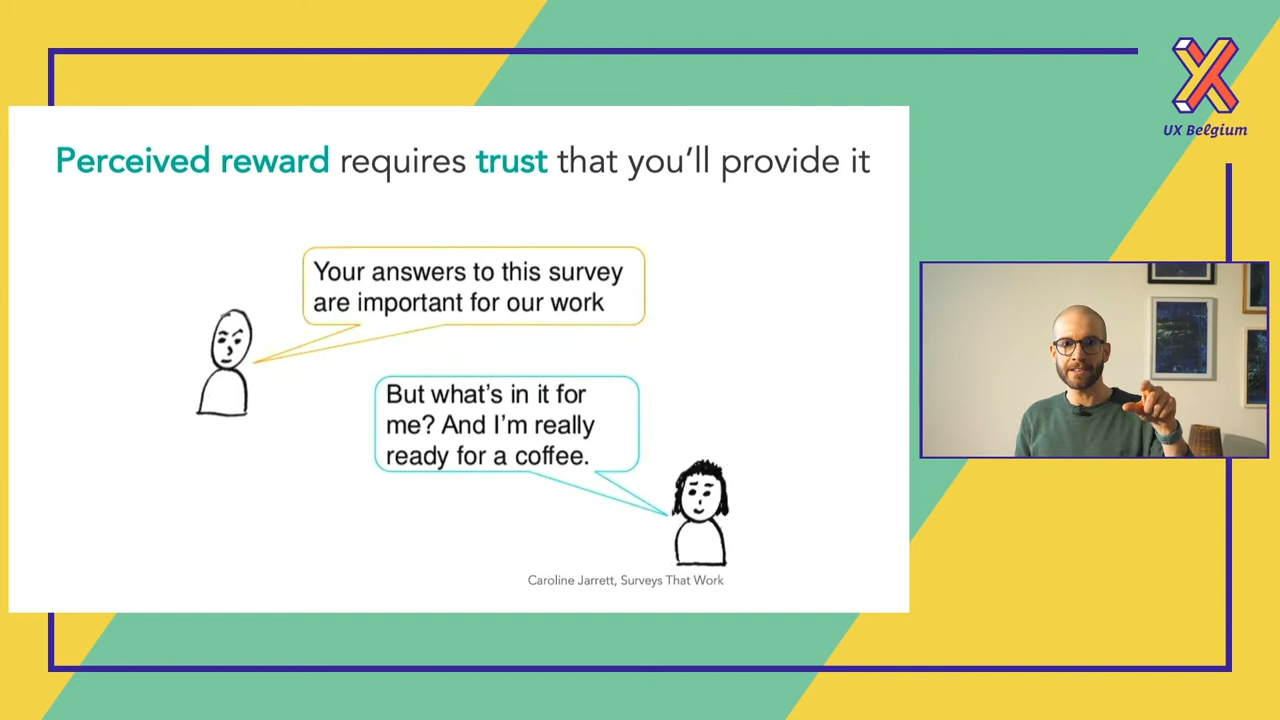 UX Belgium
Perceived reward requires trust that you'll provide it
Your answers to this survey
are important for our work
But what's in it for
me? And I'm really
ready for a coffee.
Caroline Jarrett, Surveys That Work